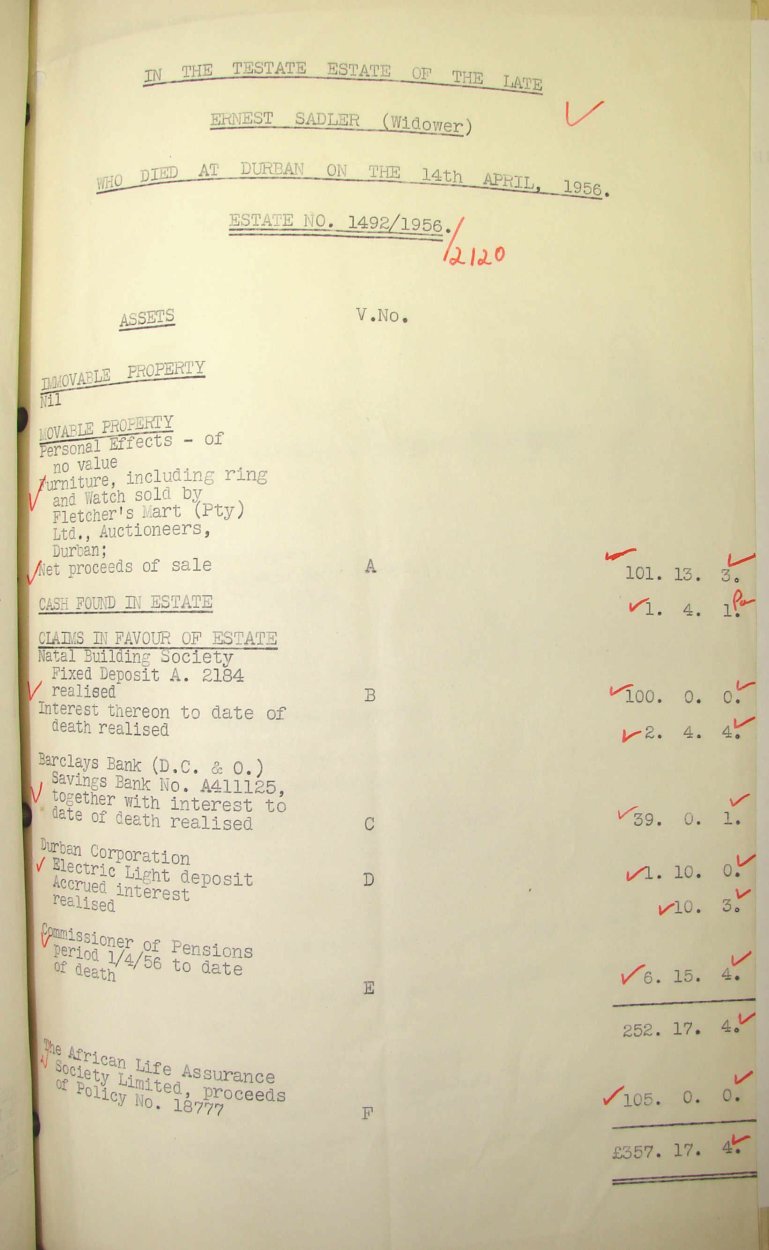 IN THE TESTATE ESTATE OF THE LATE
ERNEST SADLER (Widower)
WHO DIED AT DURBAN ON THE 14th APRIL, 1956.
ESTATE NO. 1492/1956./2120
ASSETS V.No.
IMMOVABLE PROPERTY
Nil
MOVABLE PROPERTY
Personal Effects - of
no value
Furniture, including ring
and Watch sold by
Fletcher's Mart (Pty)
Ltd., Auctioneers,
Durban;
Net proceeds of sale A 101. 13. 3.
CASH FOUND IN ESTATE 1. 4. 1.
CLAIMS IN FAVOUR OF ESTATE
Natal Building Society
Fixed Deposit A. 2184
realised B 100. 0. 0.
Interest thereon to date of
death realised 2. 4. 4.
Barclays Bank (D.C. & O.)
Savings Bank No. A411125,
together with interest to
date of death realised C 39. 0. 1.
Durban Corporation
Electric Light deposit D 1. 10. 0.
Accrued interest
realised 10. 3.
Commissioner of Pensions
period 1/4/56 to date
of death E 6. 15. 4.
252. 17. 4.
The African Life Assurance
Society Limited, proceeds
of Policy No. 18777 F 105. 0. 0.
£357. 17. 4.